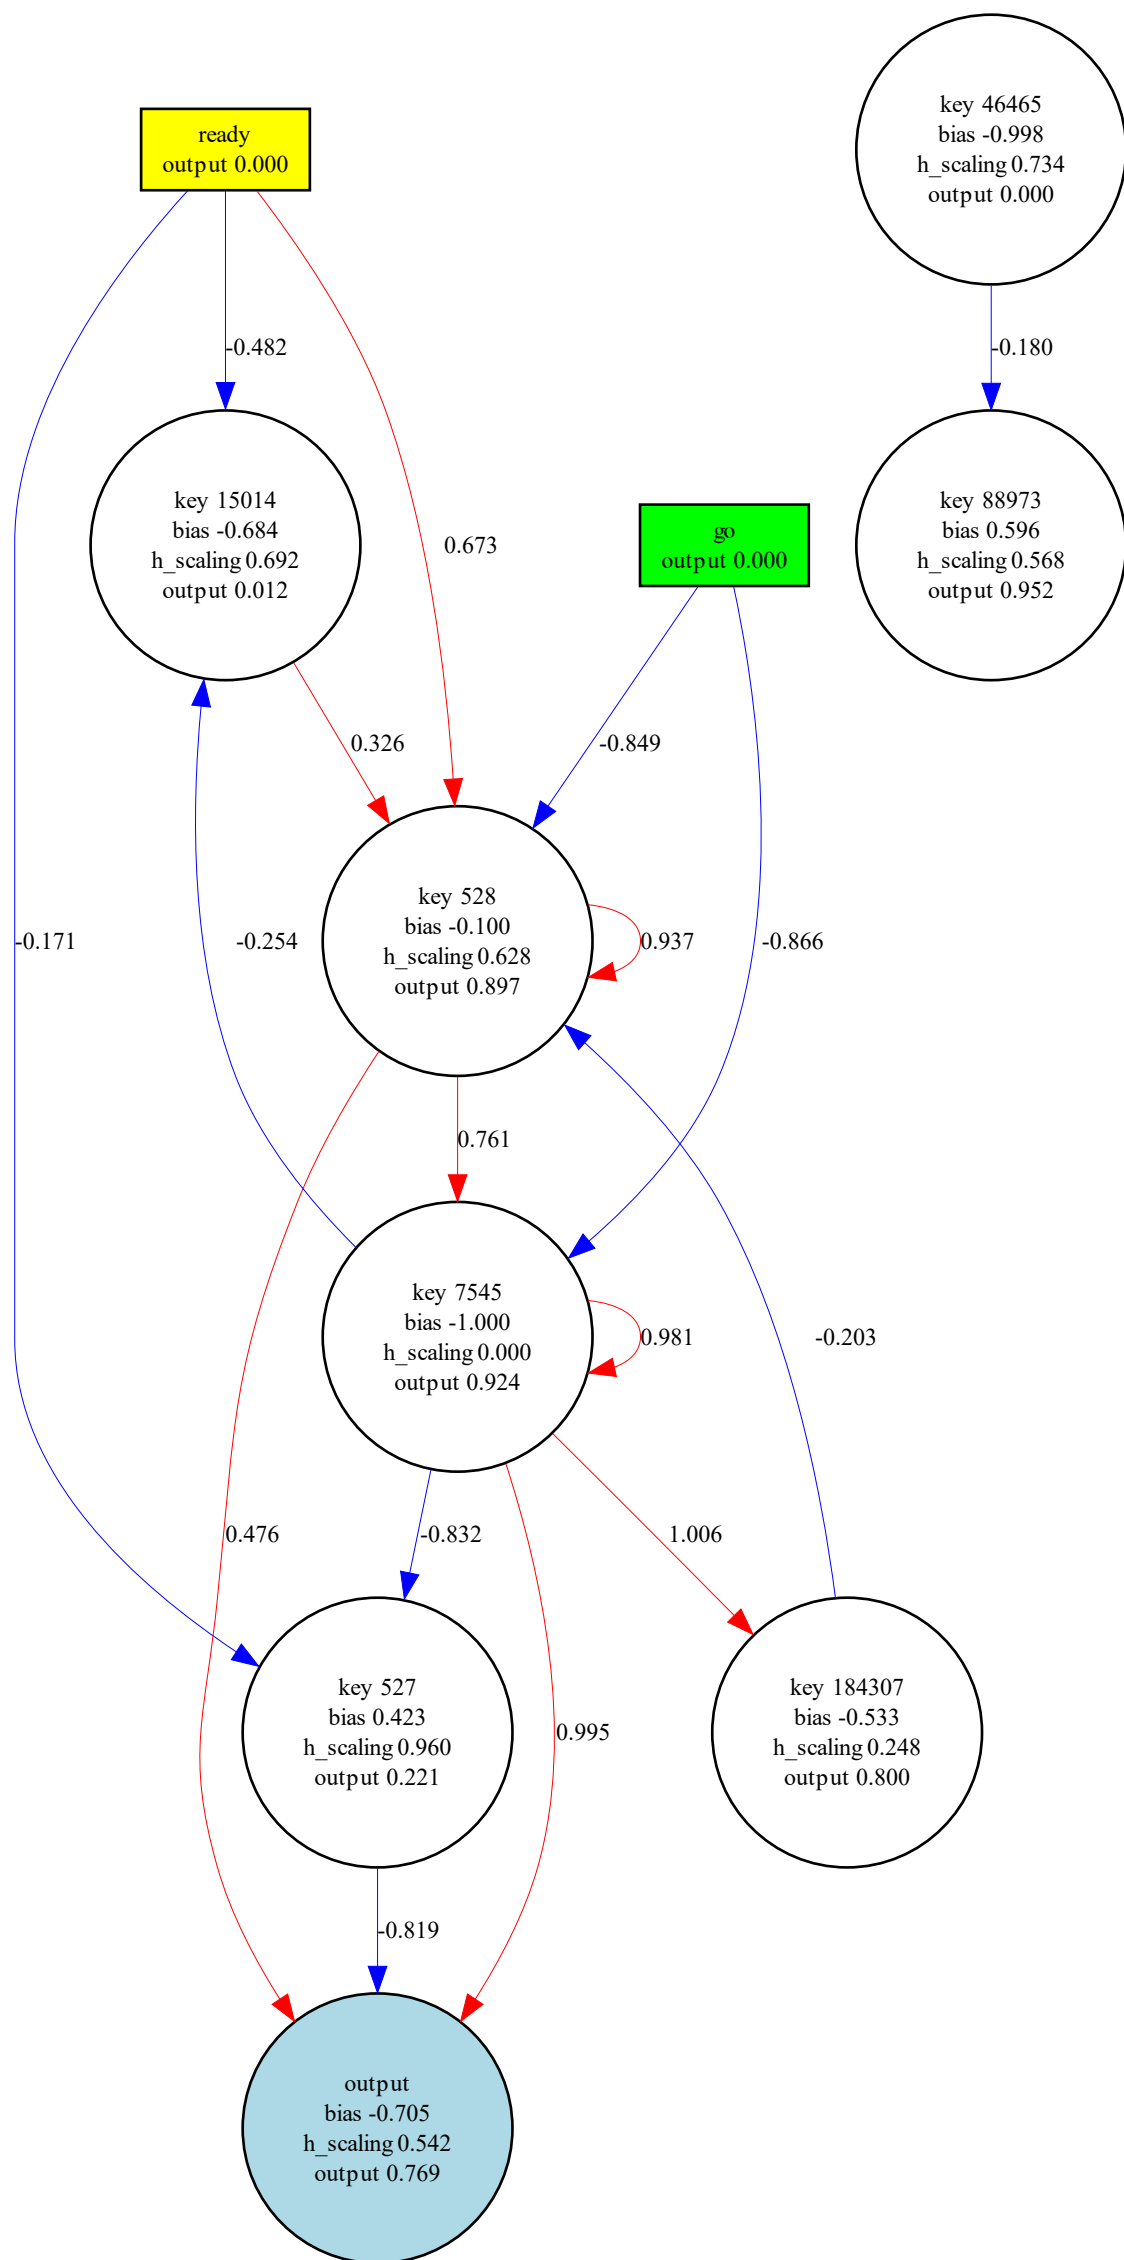 key 46465
bias -0.998
h_scaling 0.734
output 0.000
ready
output 0.000
-0.482
-0.180
key 15014
bias -0.684
h_scaling 0.692
output 0.012
0.673
go
output 0.000
key 88973
bias 0.596
h_scaling 0.568
output 0.952
0.326
-0.849
-0.171
-0.254
key 528
bias -0.100
h_scaling 0.628
output 0.897
0.937
-0.866
0.761
key 7545
bias -1.000
h_scaling 0.000
output 0.924
0.981
-0.203
0.476
-0.832
1.006
key 527
bias 0.423
h_scaling 0.960
output 0.221
0.995
key 184307
bias -0.533
h_scaling 0.248
output 0.800
-0.819
output
bias -0.705
h_scaling 0.542
output 0.769